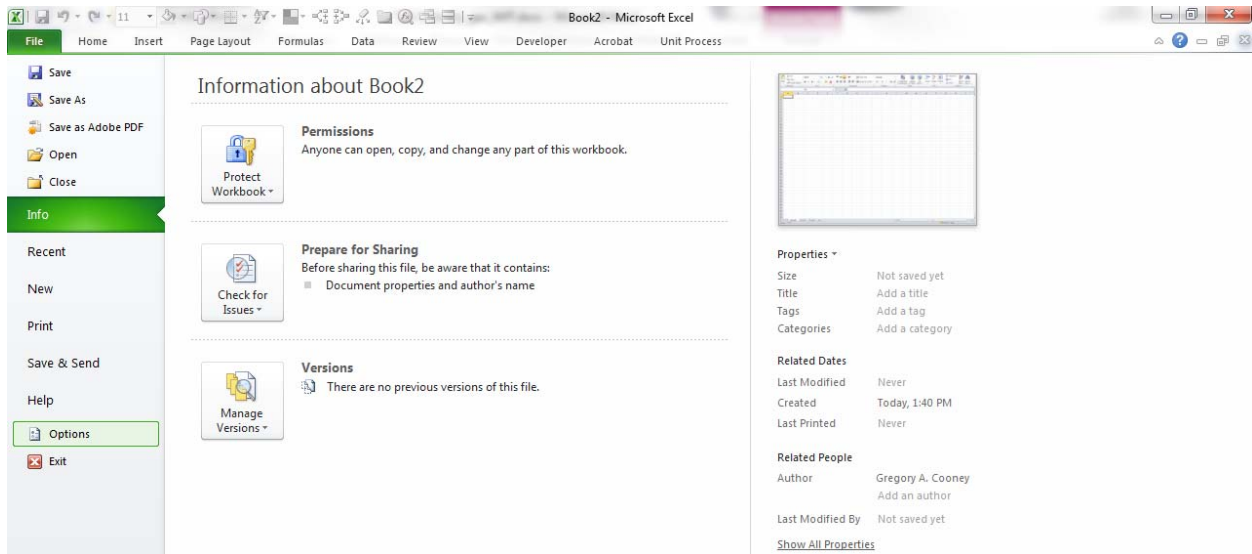 11
Book2 - Microsoft Excel
File Home Insert Page Layout Formulas Data Review View Developer Acrobat Unit Process
Save
Save As
Save as Adobe PDF
Open
Close
Info
Recent
New
Print
Save & Send
Help
Options
Exit
Information about Book2
Protect
Workbook
Permissions
Anyone can open, copy, and change any part of this workbook.
Check for
Issues
Prepare for Sharing
Before sharing this file, be aware that it contains:
Document properties and author's name
Manage
Versions
Versions
There are no previous versions of this file.
Properties
Size Not saved yet
Title Add a title
Tags Add a tag
Categories Add a category
Related Dates
Last Modified Never
Created Today, 1:40 PM
Last Printed Never
Related People
Author Gregory A. Cooney
Add an author
Last Modified By Not saved yet
Show All Properties